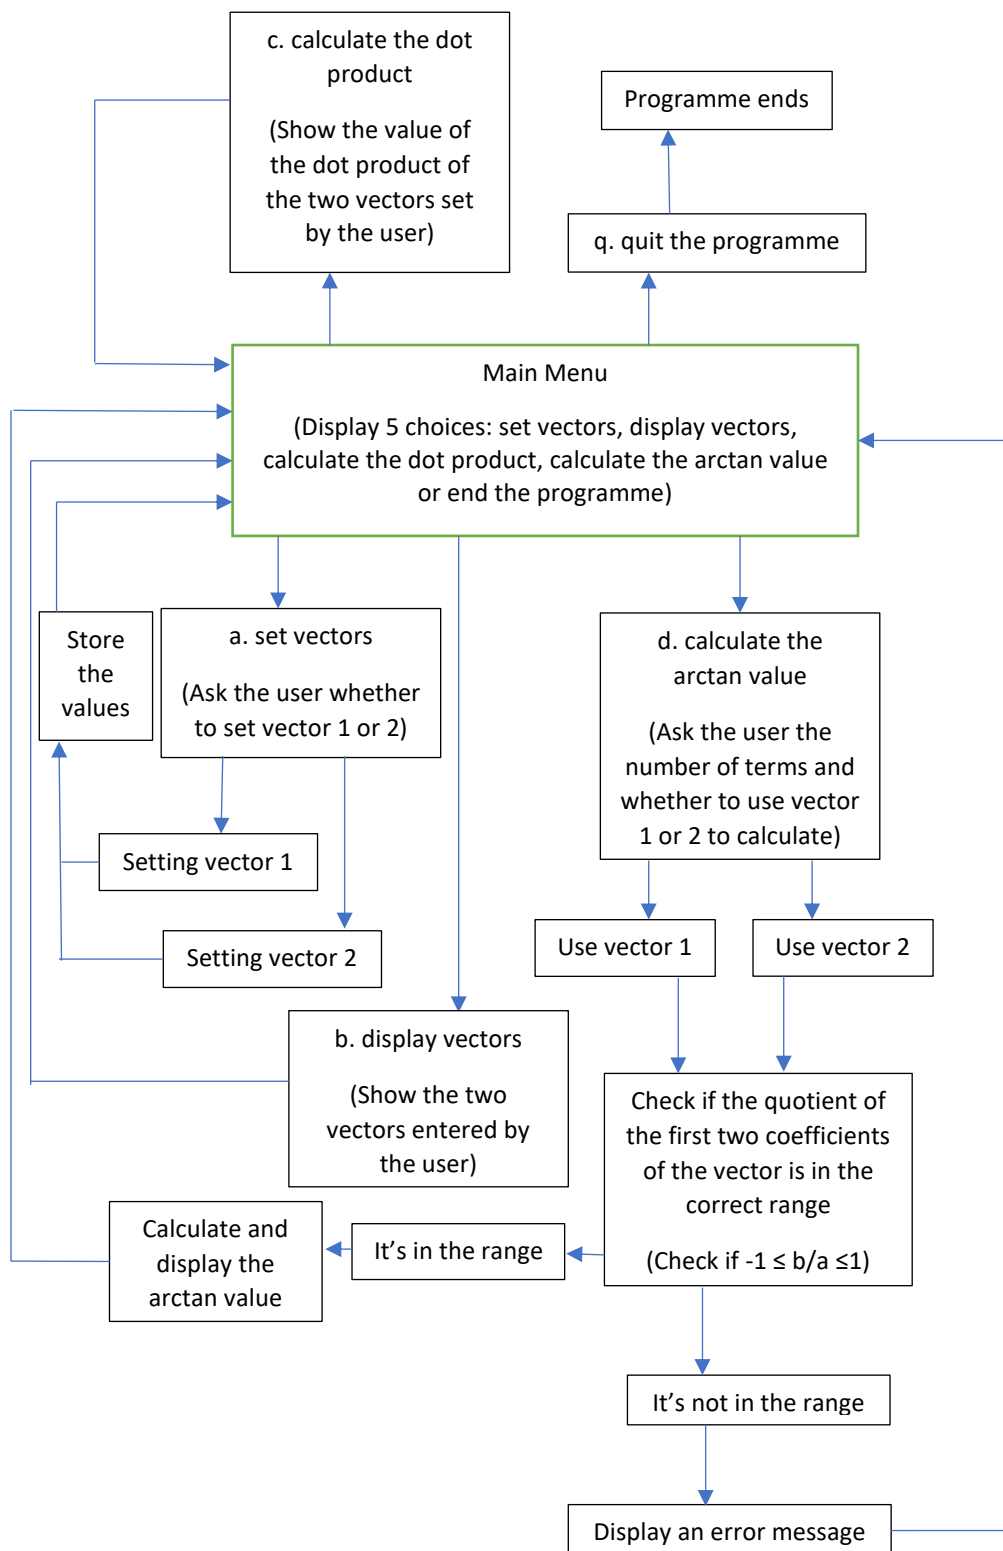 c. calculate the dot
product
(Show the value of
the dot product of
the two vectors set
by the user)
Programme ends
q. quit the programme
Main Menu
(Display 5 choices: set vectors, display vectors,
calculate the dot product, calculate the arctan value
or end the programme)
Store
the
values
a. set vectors
(Ask the user whether
to set vector 1 or 2)
d. calculate the
arctan value
(Ask the user the
number of terms and
whether to use vector
1 or 2 to calculate)
Setting vector 1
Setting vector 2
Use vector 1
Use vector 2
b. display vectors
(Show the two
vectors entered by
the user)
Check if the quotient of
the first two coefficients
of the vector is in the
correct range
(Check if -1 ≤ b/a ≤1)
It’s in the range
Calculate and
display the
arctan value
It’s not in the range
Display an error message